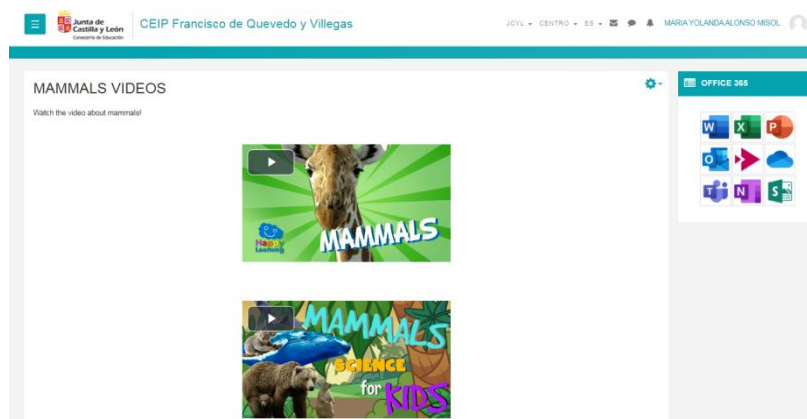 Junta de
Castilla y León
Consejería de Educación
CEIP Francisco de Quevedo y Villegas
JCYL CENTRO ES
MARIA YOLANDA ALONSO MISOL
MAMMALS VIDEOS
Watch the video about mammals!
OFFICE 365
W X P
O
T N S
Happy
Learning
MAMMALS
MAMMALS
SCIENCE
for KIDS